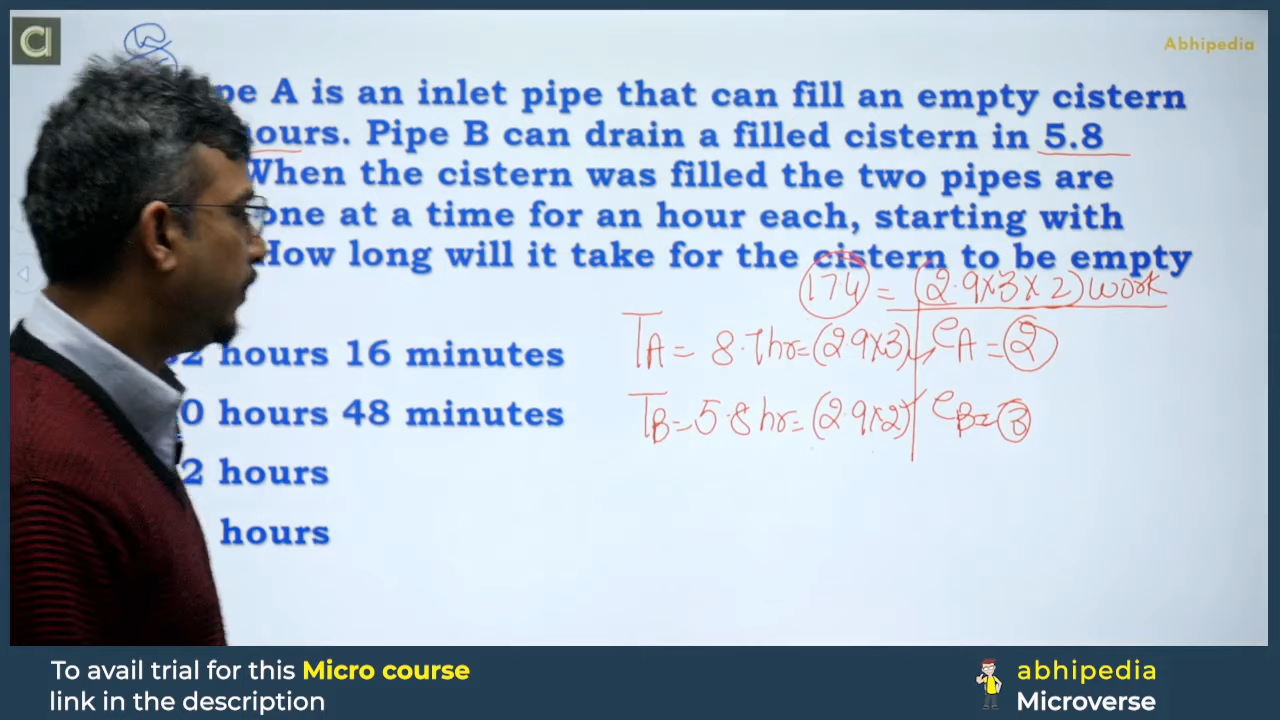 Abhipedia
pe A is an inlet pipe that can fill an empty cistern
hours. Pipe B can drain a filled cistern in 5.8
When the cistern was filled the two pipes are
one at a time for an hour each, starting with
How long will it take for the cistern to be empty
174 = (2.9×3×2) work
TA = 8.7hr = (2.9×3) eA = 2
TB = 5.8hr = (2.9×2) eB = 3
2 hours 16 minutes
0 hours 48 minutes
2 hours
hours
To avail trial for this Micro course
link in the description
abhipedia
Microverse